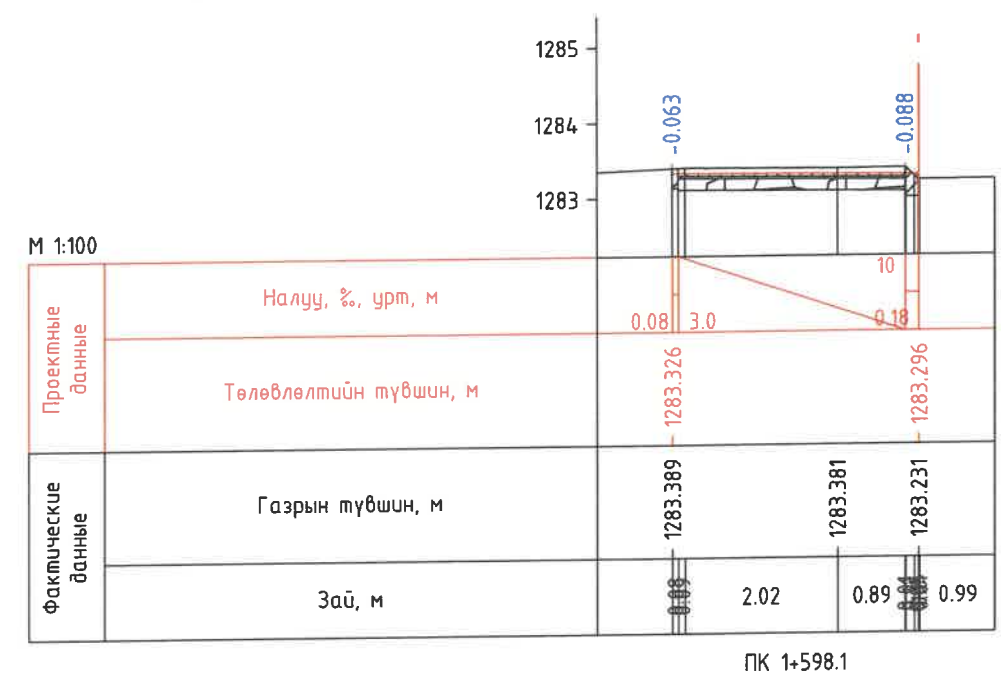 1285
1284
1283
-0.063
-0.088
М 1:100
Проектные
данные
Налуу, ‰, урт, м
10
0.08
3.0
0.18
Төлөвлөлтийн түвшин, м
1283.326
1283.296
Фактические
данные
Газрын түвшин, м
1283.389
1283.381
1283.231
Зай, м
2.02
0.89
0.99
ПК 1+598.1